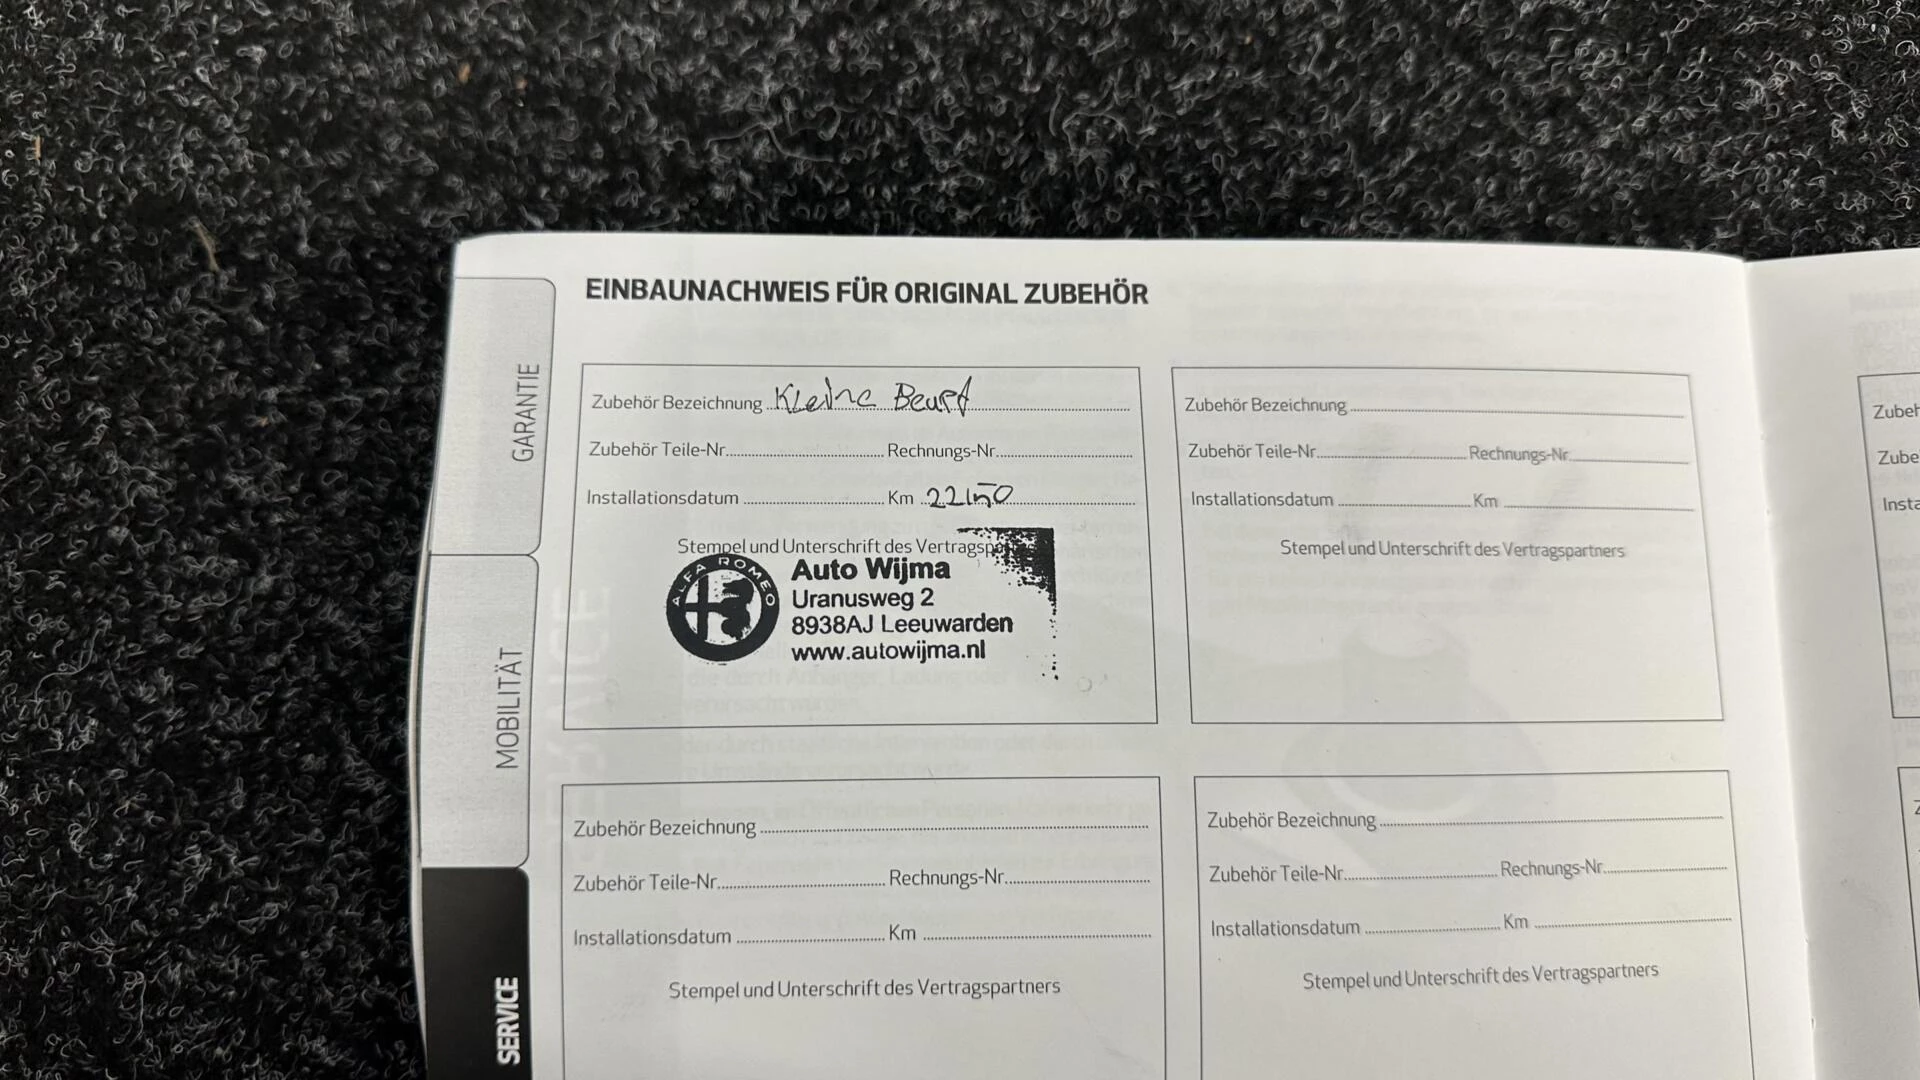 EINBAUNACHWEIS FÜR ORIGINAL ZUBEHÖR
GARANTIE
MOBILITÄT
SERVICE
Zubehör Bezeichnung Kleine Beurt
Zubehör Teile-Nr. Rechnungs-Nr.
Installationsdatum Km 22150
Stempel und Unterschrift des
ALFA ROMEO
Auto Wijma
Uranusweg 2
8938AJ Leeuwarden
www.autowijma.nl
Zubehör Bezeichnung
Zubehör Teile-Nr. Rechnungs-Nr.
Installationsdatum Km
Stempel und Unterschrift des Vertragspartners
Zubehör Bezeichnung
Zubehör Teile-Nr. Rechnungs-Nr.
Installationsdatum Km
Stempel und Unterschrift des Vertragspartners
Zubehör Bezeichnung
Zubehör Teile-Nr. Rechnungs-Nr.
Installationsdatum Km
Stempel und Unterschrift des Vertragspartners